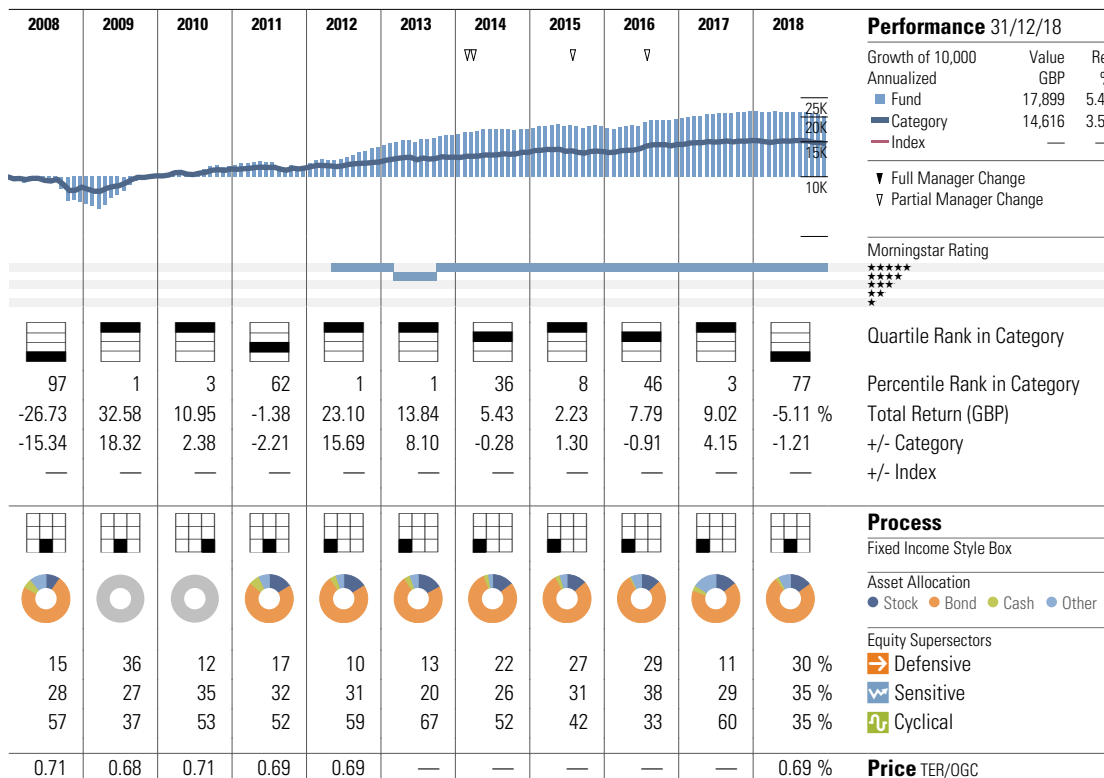 2008 2009 2010 2011 2012 2013 2014 2015 2016 2017 2018 Performance 31/12/18
Growth of 10,000 Value
Annualized GBP
Fund 17,899
Category 14,616
Index — —
25K
20K
15K
10K
▼ Full Manager Change
▽ Partial Manager Change
Morningstar Rating
★★★★★
★★★★
★★★
★★
★
Quartile Rank in Category
97 1 3 62 1 1 36 8 46 3 77 Percentile Rank in Category
-26.73 32.58 10.95 -1.38 23.10 13.84 5.43 2.23 7.79 9.02 -5.11 % Total Return (GBP)
-15.34 18.32 2.38 -2.21 15.69 8.10 -0.28 1.30 -0.91 4.15 -1.21 +/- Category
— — — — — — — — — — — +/- Index
Process
Fixed Income Style Box
Asset Allocation
Stock Bond Cash Other
Equity Supersectors
15 36 12 17 10 13 22 27 29 11 30 % Defensive
28 27 35 32 31 20 26 31 38 29 35 % Sensitive
57 37 53 52 59 67 52 42 33 60 35 % Cyclical
0.71 0.68 0.71 0.69 0.69 — — — — — 0.69 % Price TER/OGC